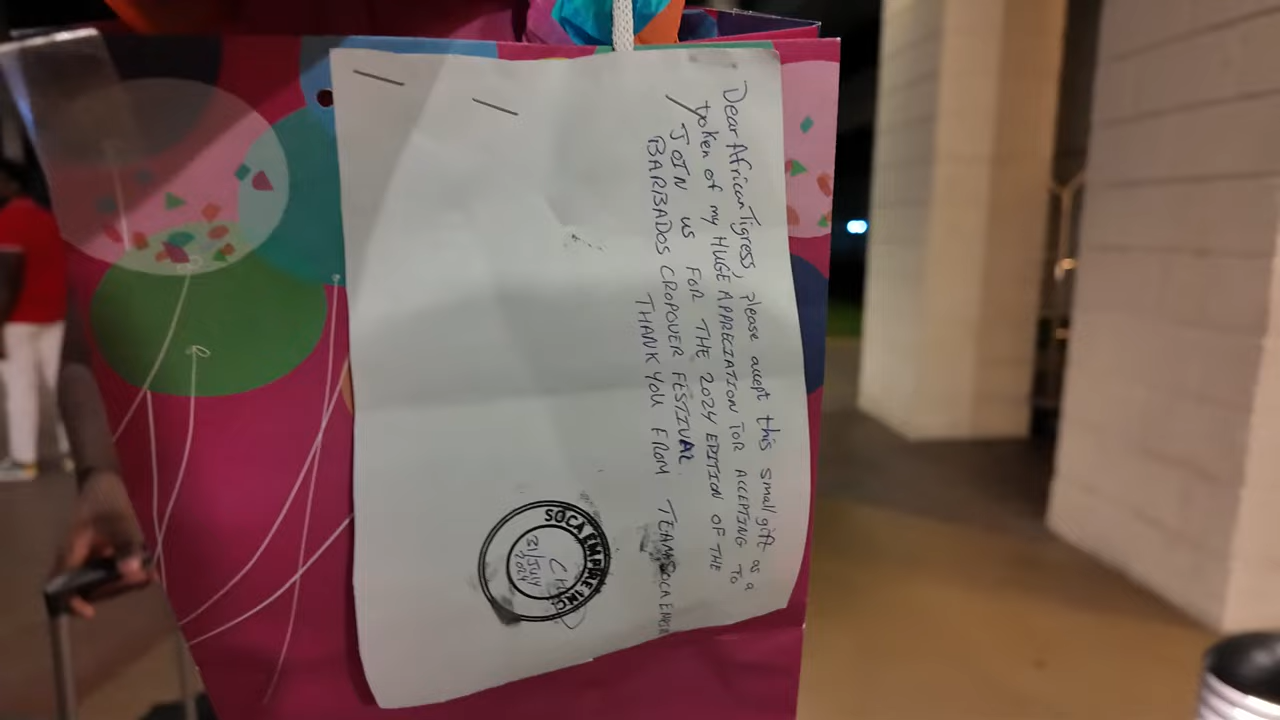 Dear African Tigress, please accept this small gift as a
token of my HUGE APPRECIATION FOR ACCEPTING TO
JOIN US FOR THE 2024 EDITION OF THE
BARBADOS CROPOVER FESTIVAL.
THANK YOU FROM TEAM SOCA EMPIRE
SOCA EMPIRE INC.
31/JULY
2024